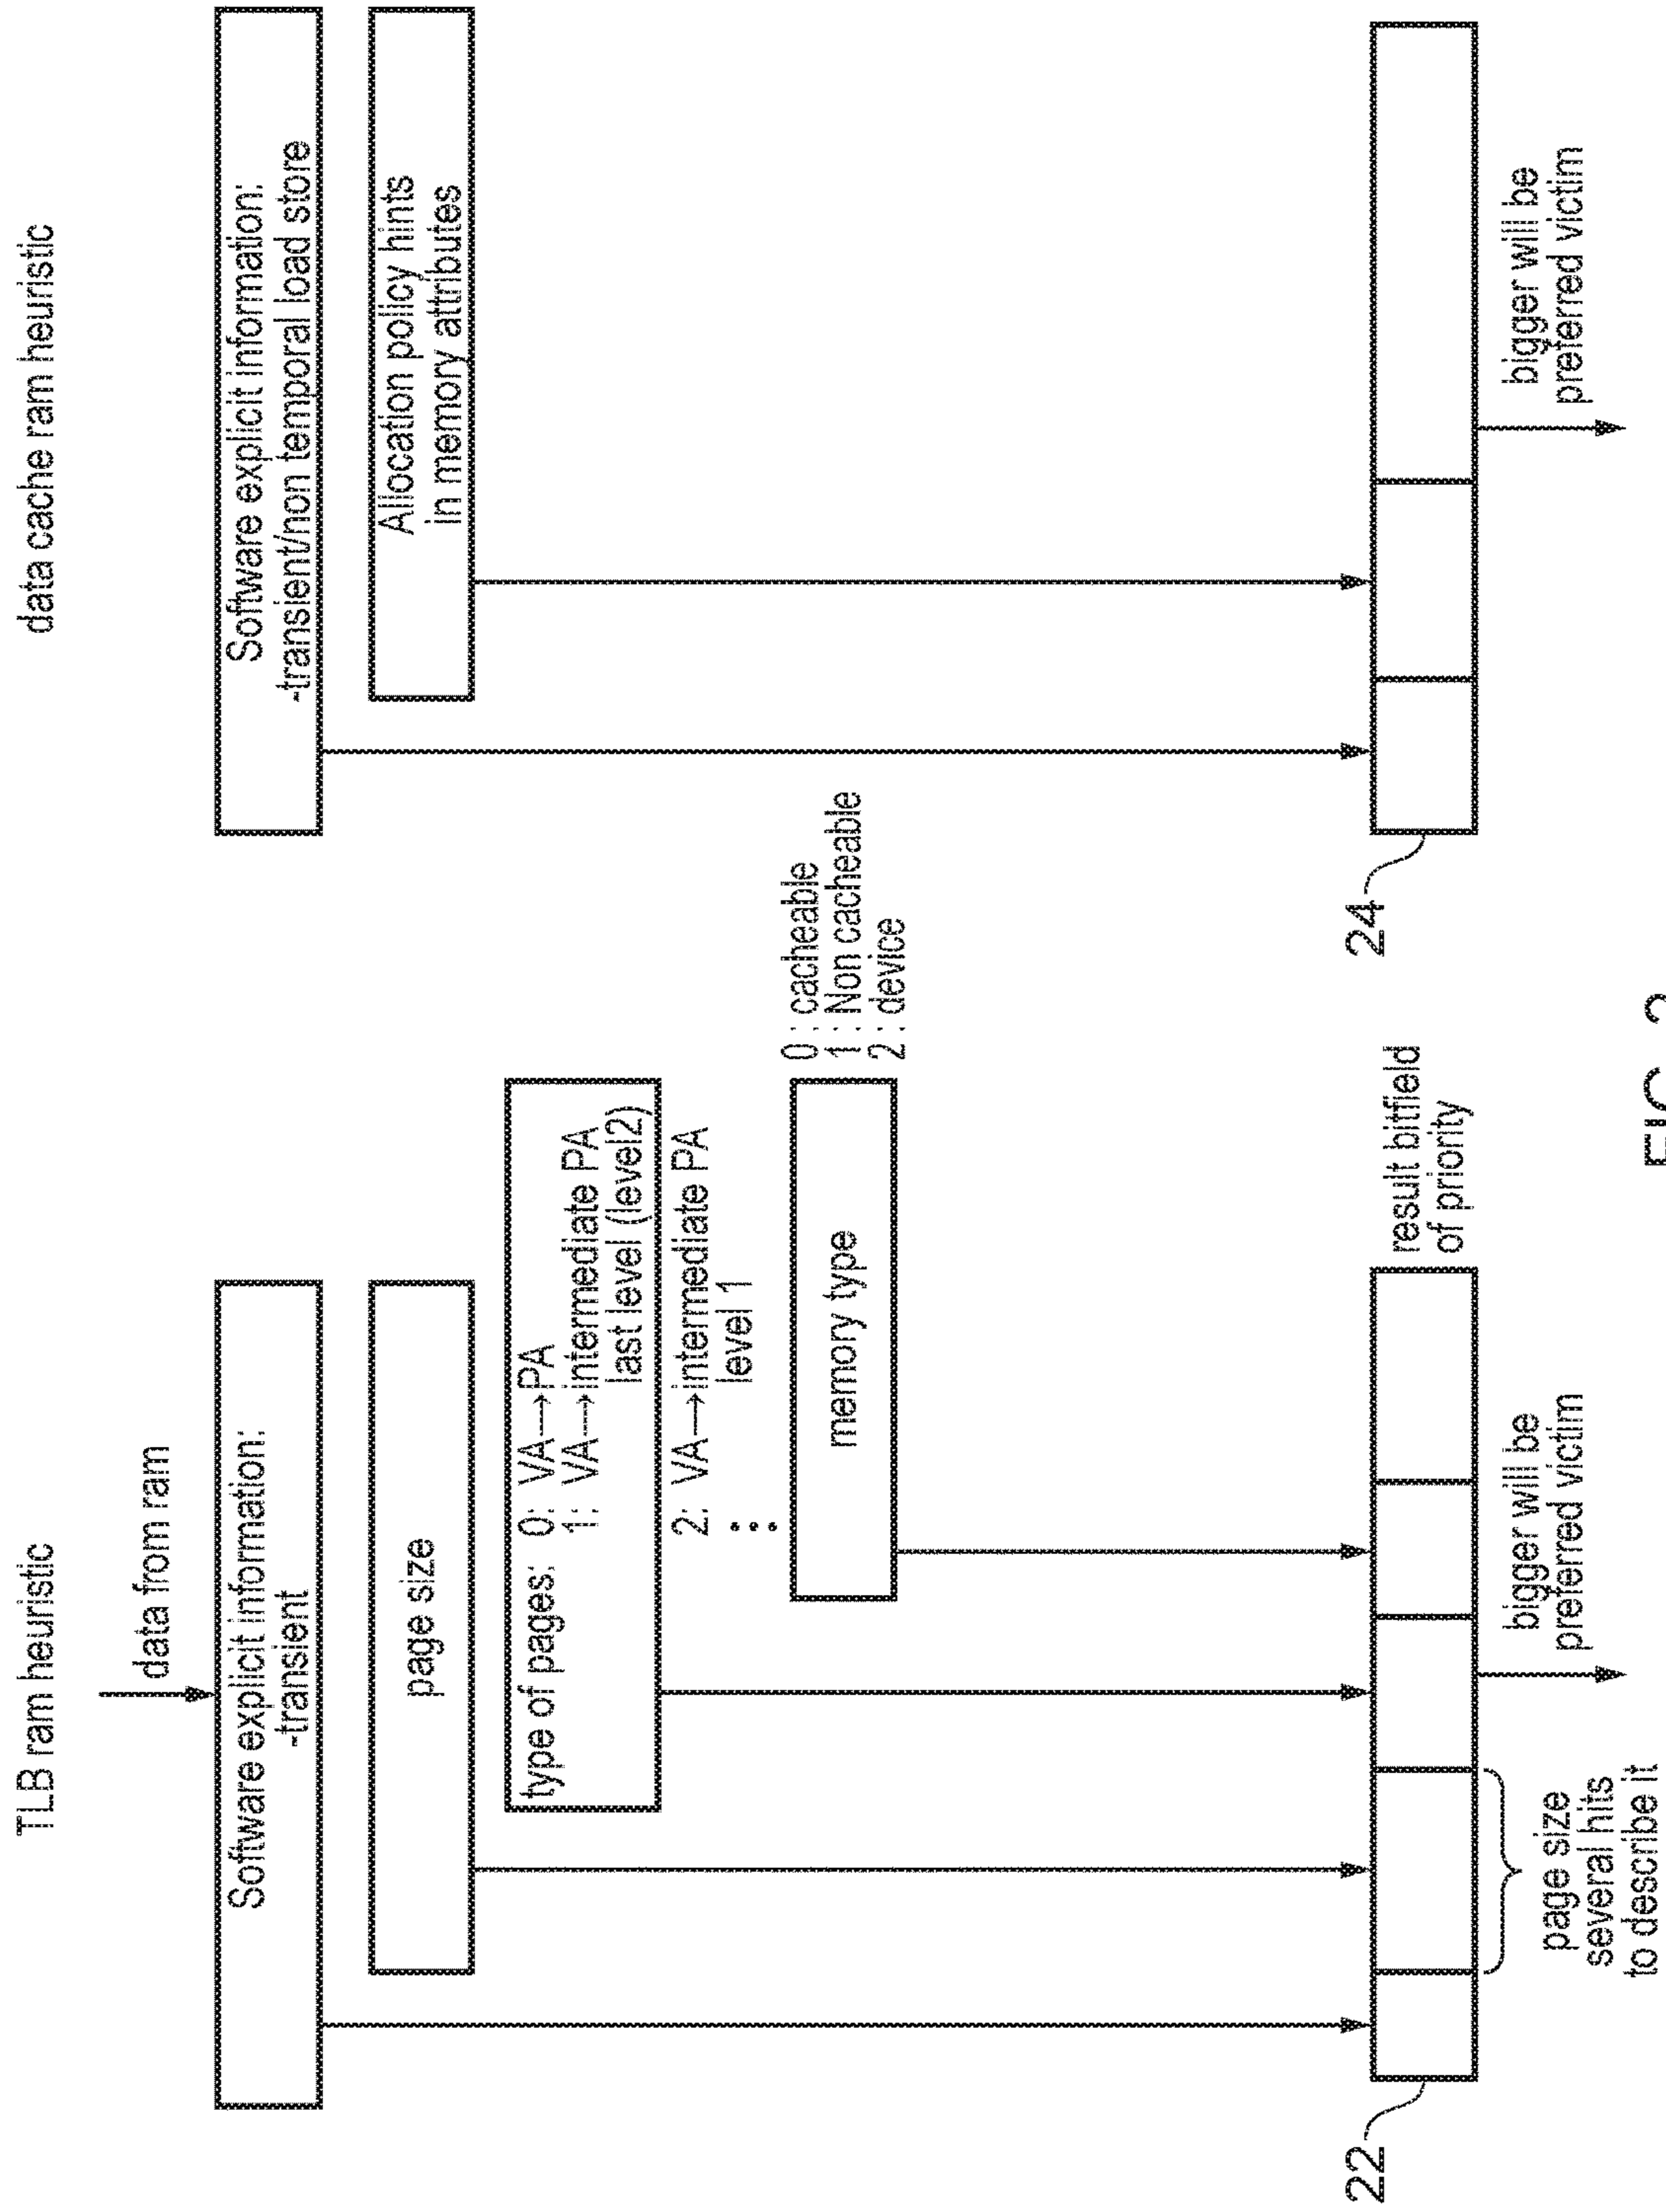 TLB ram heuristic
data from ram
Software explicit information:
-transient
page size
type of pages: 0: VA→PA
1: VA→intermediate PA
last level (level2)
2: VA→intermediate PA
level 1
⋮
memory type
0 : cacheable
1 : Non cacheable
2 : device
result bitfield
of priority
22
page size
several hits
to describe it
bigger will be
preferred victim
data cache ram heuristic
Software explicit information:
-transient/non temporal load store
Allocation policy hints
in memory attributes
24
bigger will be
preferred victim